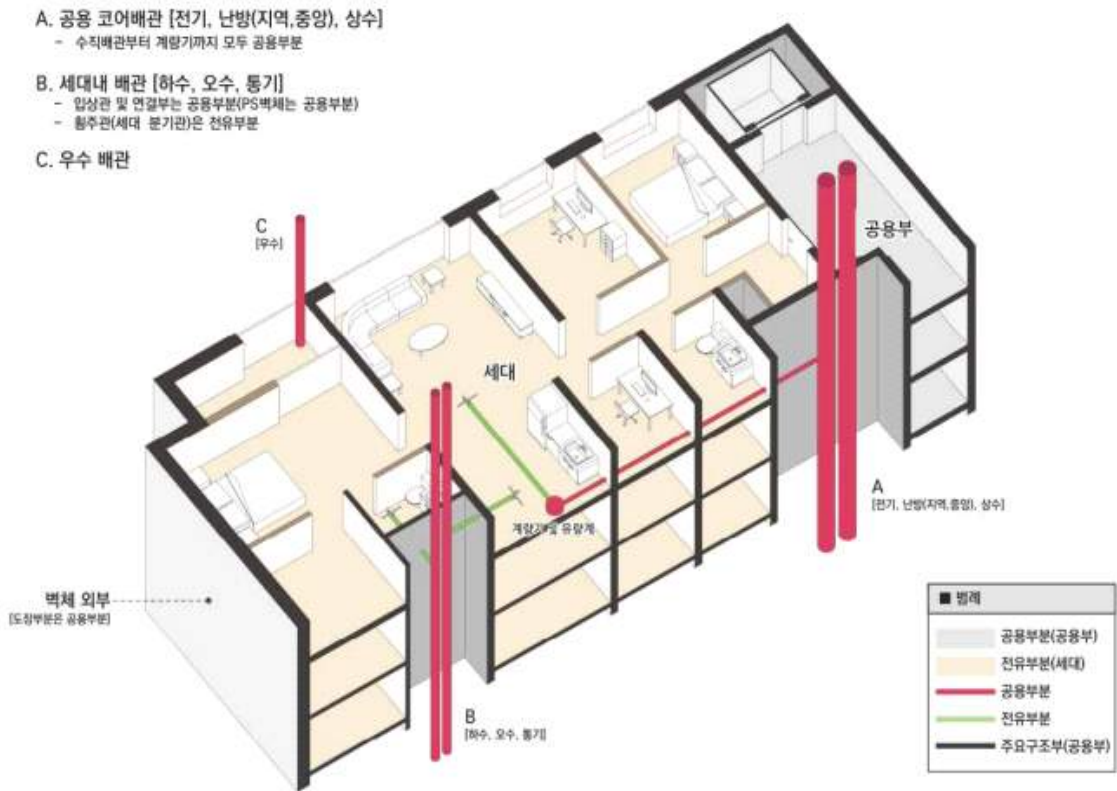 A. 공용 코어배관 [전기, 난방(지역,중앙), 상수]
- 수직배관부터 계량기까지 모두 공용부분
B. 세대내 배관 [하수, 오수, 통기]
- 입상관 및 연결부는 공용부분(PS벽체는 공용부분)
- 횡주관(세대 분기관)은 전유부분
C. 우수 배관
C
[우수]
공용부
세대
계량기 및 유량계
A
[전기, 난방(지역,중앙), 상수]
벽체 외부
[도장부분은 공용부분]
B
[하수, 오수, 통기]
■ 범례
공용부분(공용부)
전유부분(세대)
공용부분
전유부분
주요구조부(공용부)